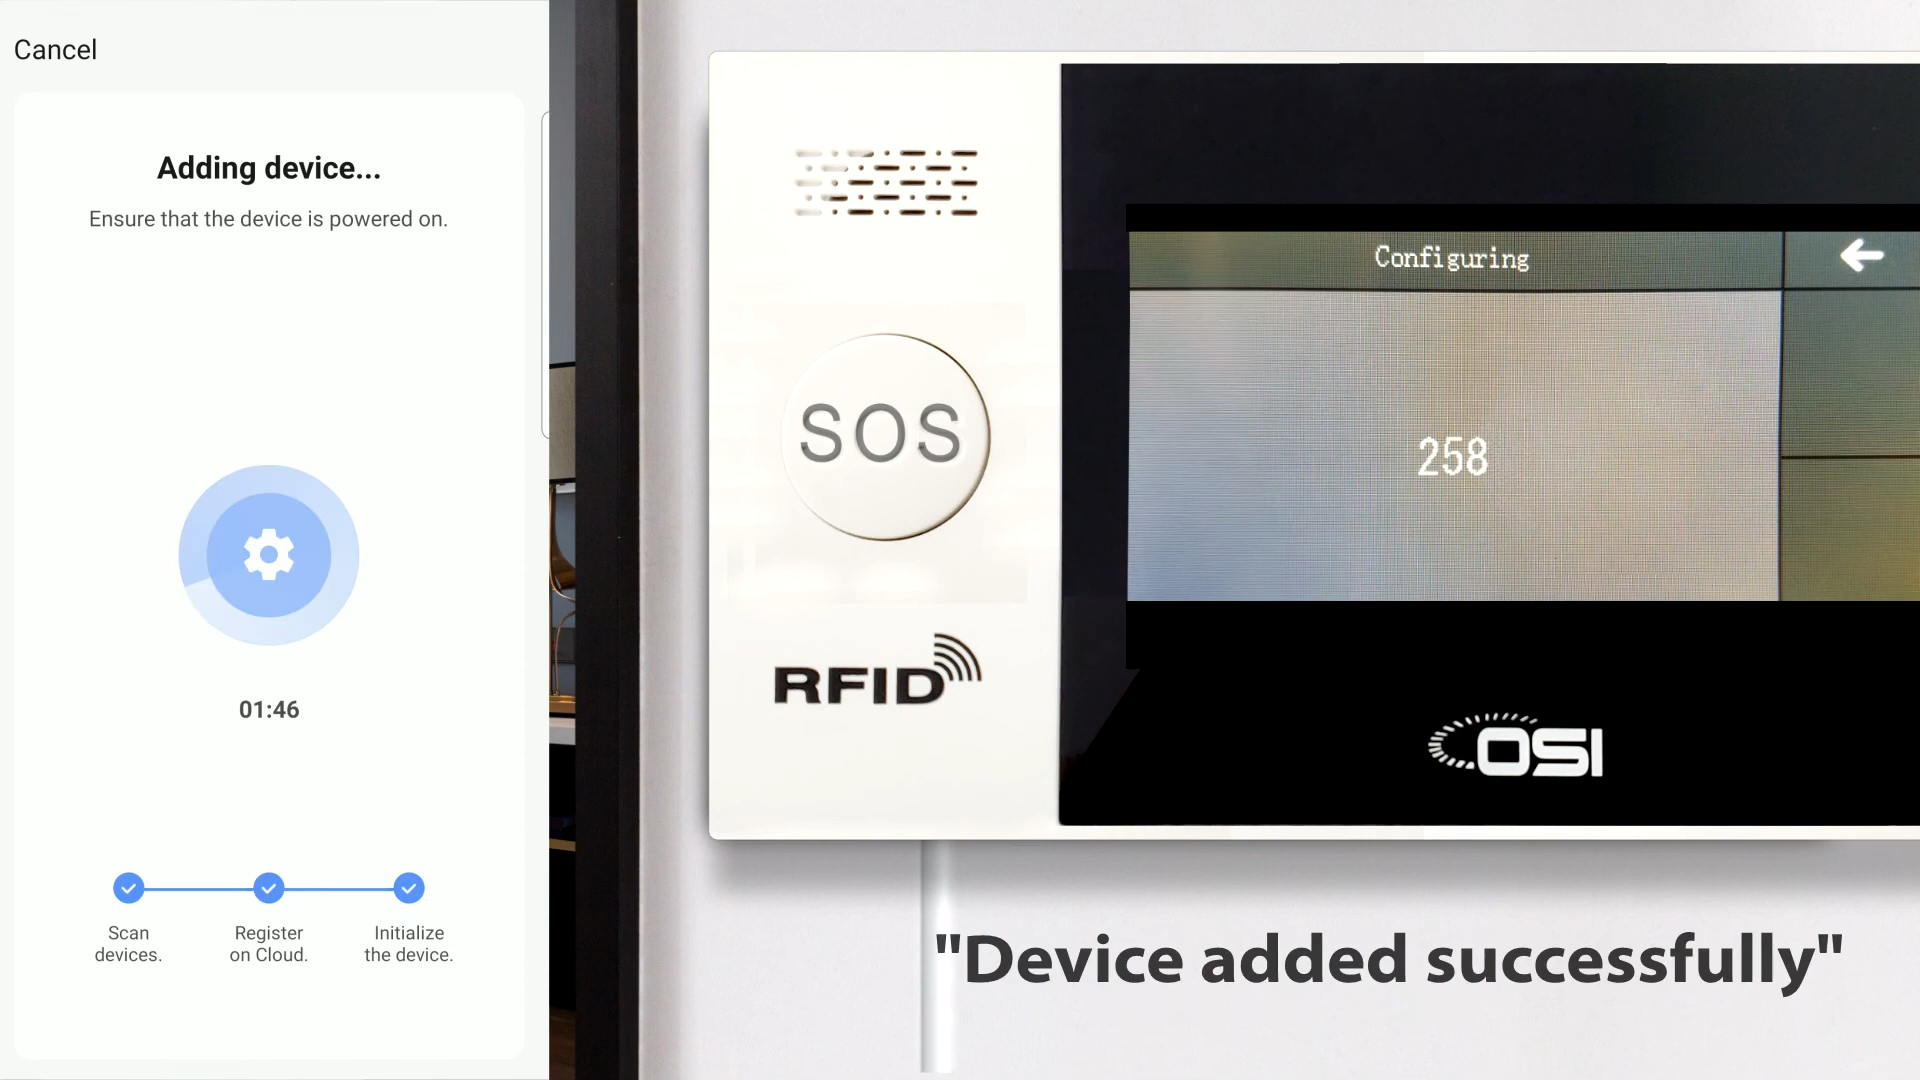 Cancel
Adding device...
Ensure that the device is powered on.
01:46
Scan
devices.
Register
on Cloud.
Initialize
the device.
Configuring
258
SOS
RFID
OSI
"Device added successfully"